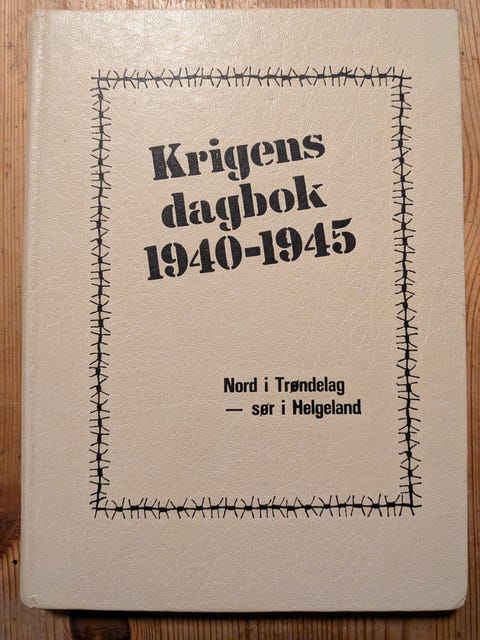 Krigens
dagbok
1940-1945
Nord i Trøndelag
— sør i Helgeland